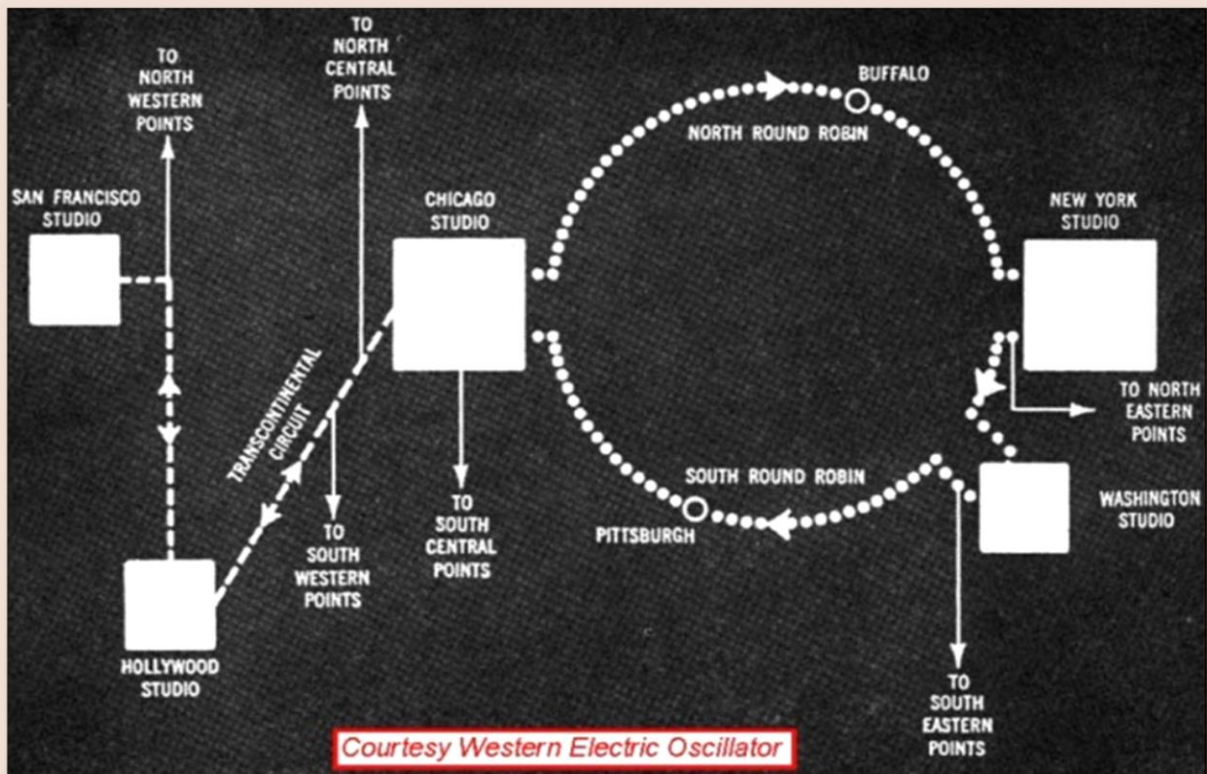 TO
NORTH
WESTERN
POINTS
TO
NORTH
CENTRAL
POINTS
BUFFALO
NORTH ROUND ROBIN
SAN FRANCISCO
STUDIO
CHICAGO
STUDIO
NEW YORK
STUDIO
TRANSCONTINENTAL
CIRCUIT
TO NORTH
EASTERN
POINTS
SOUTH ROUND ROBIN
PITTSBURGH
WASHINGTON
STUDIO
TO
SOUTH
WESTERN
POINTS
TO
SOUTH
CENTRAL
POINTS
HOLLYWOOD
STUDIO
TO
SOUTH
EASTERN
POINTS
Courtesy Western Electric Oscillator